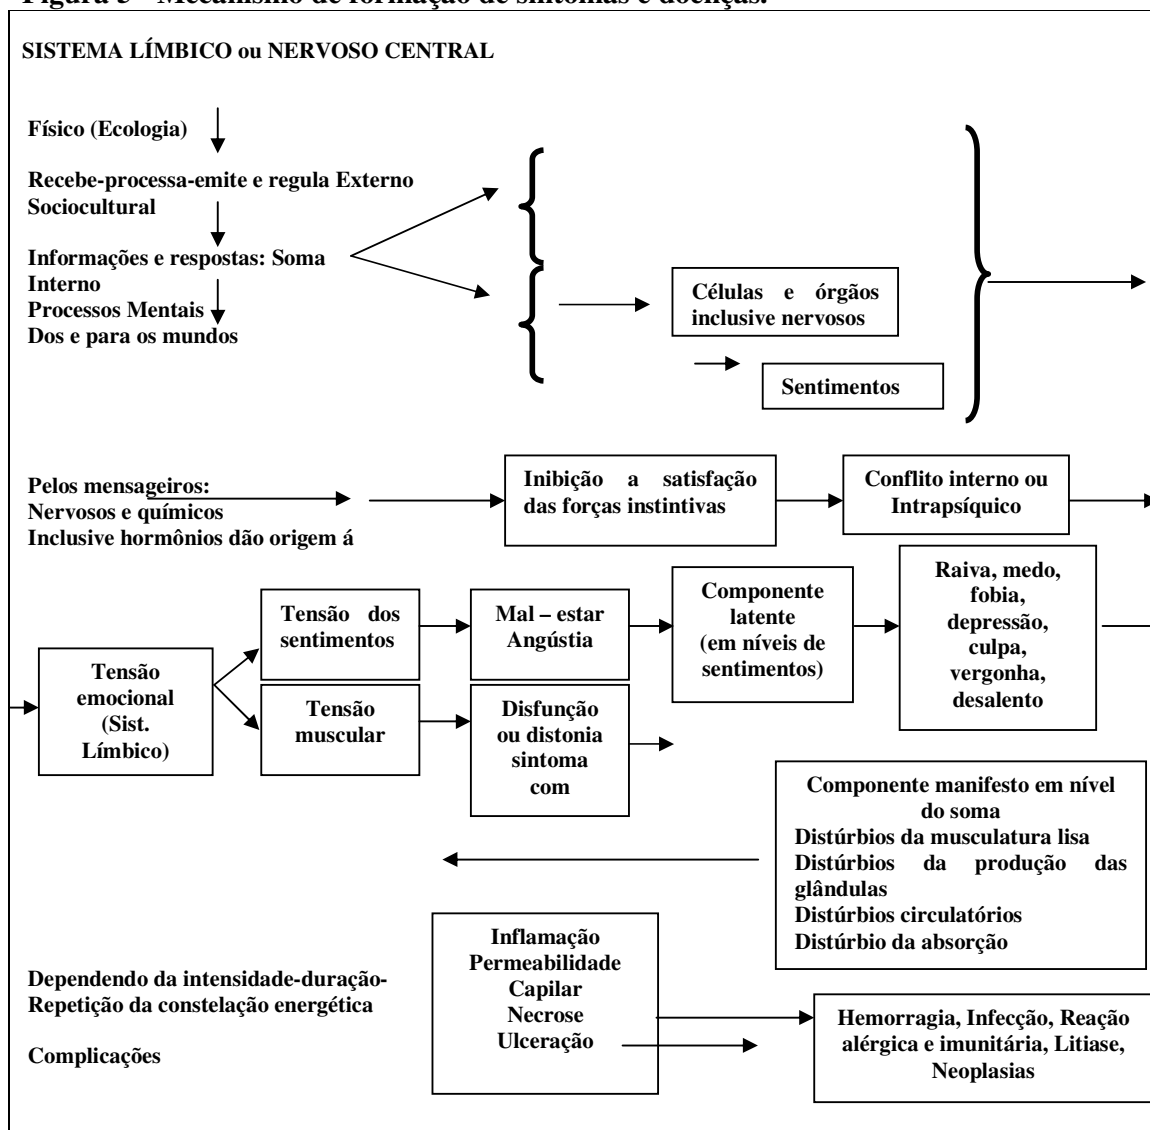 Figura 3 - Mecanismo de formação de sintomas e doenças.
SISTEMA LÍMBICO ou NERVOSO CENTRAL
Físico (Ecologia)
Recebe-processa-emite e regula Externo
Sociocultural
Informações e respostas: Soma
Interno
Processos Mentais
Dos e para os mundos
Células e órgãos
inclusive nervosos
Sentimentos
Pelos mensageiros:
Nervosos e químicos
Inclusive hormônios dão origem á
Inibição a satisfação
das forças instintivas
Conflito interno ou
Intrapsíquico
Tensão
emocional
(Sist.
Límbico)
Tensão dos
sentimentos
Mal – estar
Angústia
Componente
latente
(em níveis de
sentimentos)
Raiva, medo,
fobia,
depressão,
culpa,
vergonha,
desalento
Tensão
muscular
Disfunção
ou distonia
sintoma
com
Componente manifesto em nível
do soma
Distúrbios da musculatura lisa
Distúrbios da produção das
glândulas
Distúrbios circulatórios
Distúrbio da absorção
Dependendo da intensidade-duração-
Repetição da constelação energética
Complicações
Inflamação
Permeabilidade
Capilar
Necrose
Ulceração
Hemorragia, Infecção, Reação
alérgica e imunitária, Litiase,
Neoplasias